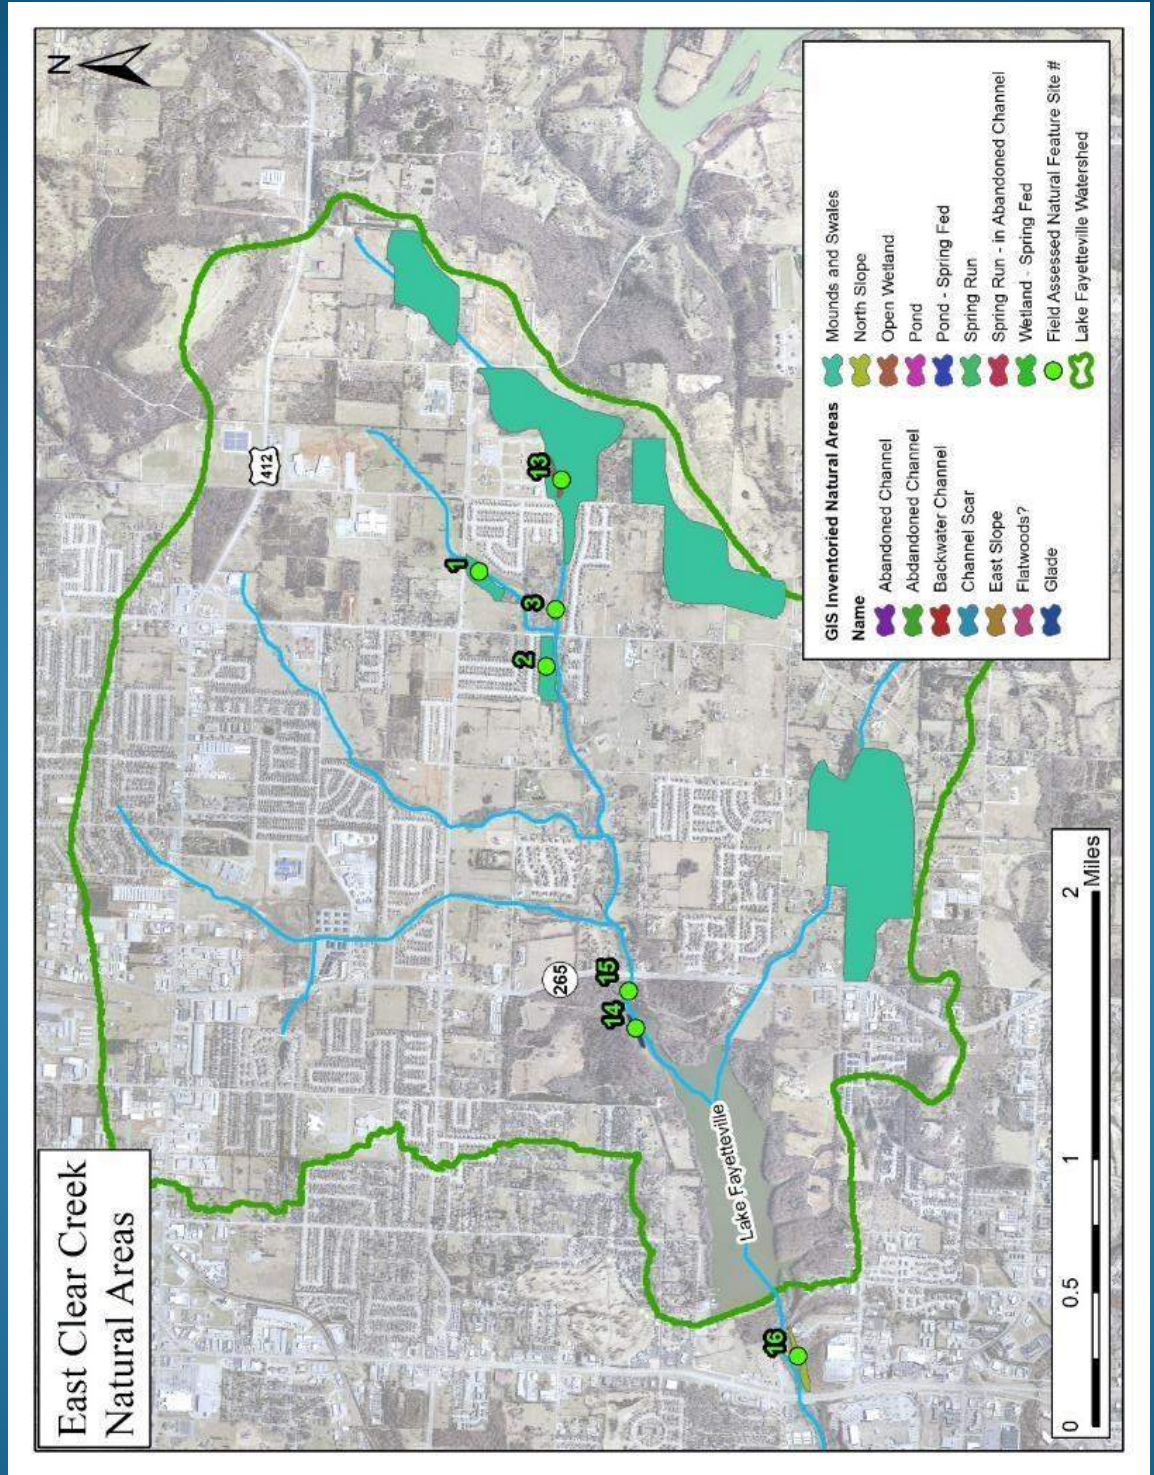 East Clear Creek
Natural Areas
N
412
265
1
2
3
13
14
15
16
Lake Fayetteville
GIS Inventoried Natural Areas
Name
Abandoned Channel
Abdandoned Channel
Backwater Channel
Channel Scar
East Slope
Flatwoods?
Glade
Mounds and Swales
North Slope
Open Wetland
Pond
Pond - Spring Fed
Spring Run
Spring Run - in Abandoned Channel
Wetland - Spring Fed
Field Assessed Natural Feature Site #
Lake Fayetteville Watershed
0 0.5 1 2
Miles